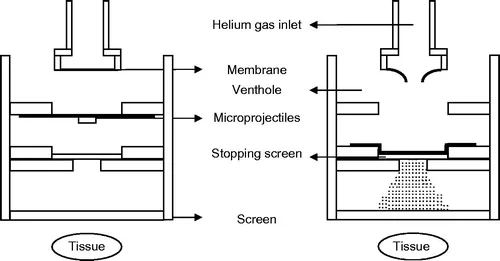 Helium gas inlet
Membrane
Venthole
Microprojectiles
Stopping screen
Screen
Tissue
Tissue